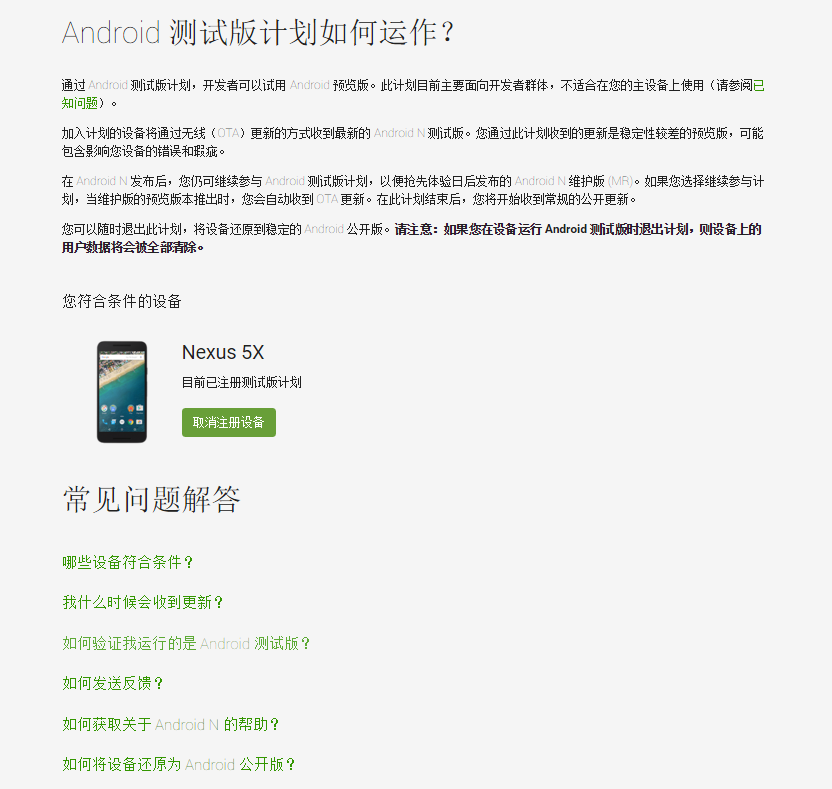 Android 测试版计划如何运作？
通过 Android 测试版计划，开发者可以试用 Android 预览版。此计划目前主要面向开发者群体，不适合在您的主设备上使用（请参阅已
知问题）。
加入计划的设备将通过无线（OTA）更新的方式收到最新的 Android N 测试版。您通过此计划收到的更新是稳定性较差的预览版，可能
包含影响您设备的错误和瑕疵。
在 Android N 发布后，您仍可继续参与 Android 测试版计划，以便抢先体验日后发布的 Android N 维护版 (MR)。如果您选择继续参与计
划，当维护版的预览版本推出时，您会自动收到 OTA 更新。在此计划结束后，您将开始收到常规的公开更新。
您可以随时退出此计划，将设备还原到稳定的 Android 公开版。请注意：如果您在设备运行 Android 测试版时退出计划，则设备上的
用户数据将会被全部清除。
您符合条件的设备
Nexus 5X
目前已注册测试版计划
取消注册设备
常见问题解答
哪些设备符合条件？
我什么时候会收到更新？
如何验证我运行的是 Android 测试版？
如何发送反馈？
如何获取关于 Android N 的帮助？
如何将设备还原为 Android 公开版？